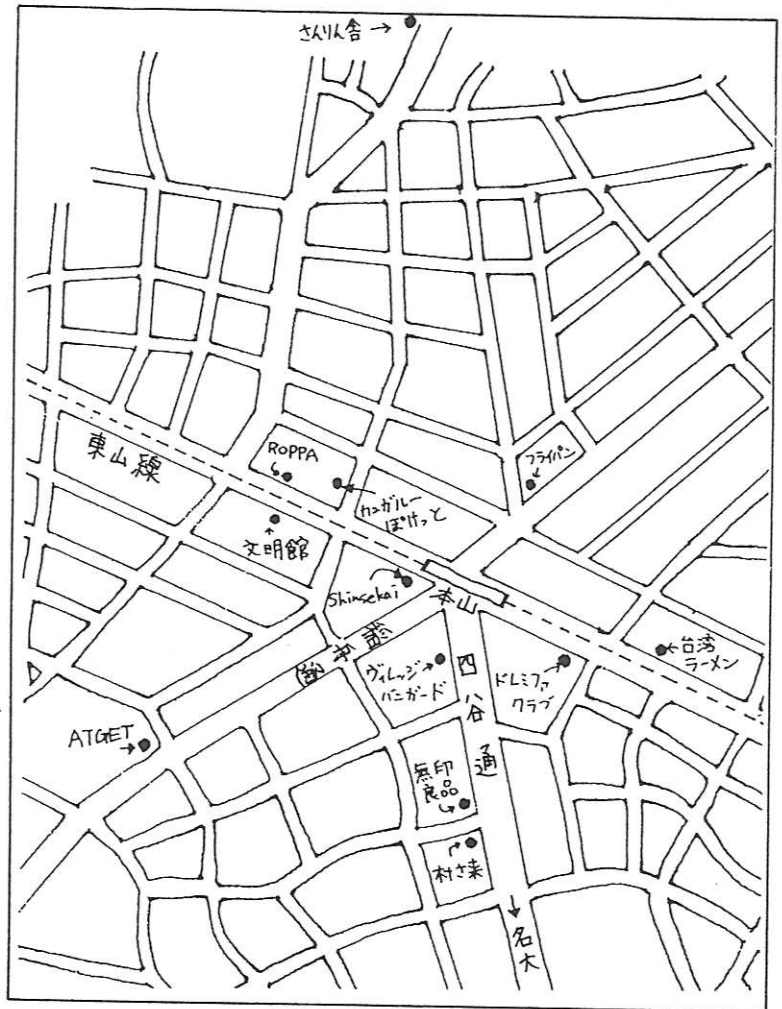 さんりん舎 →
東山線
ROPPA
カンガルー
ぽけっと
フライパン
文明館
Shinsekai
本山
ヴィレッジ
バンガード
四谷通
ドレミファ
クラブ
←台湾
ラーメン
ATGET
→
無印
良品
村さ来
↓
名大